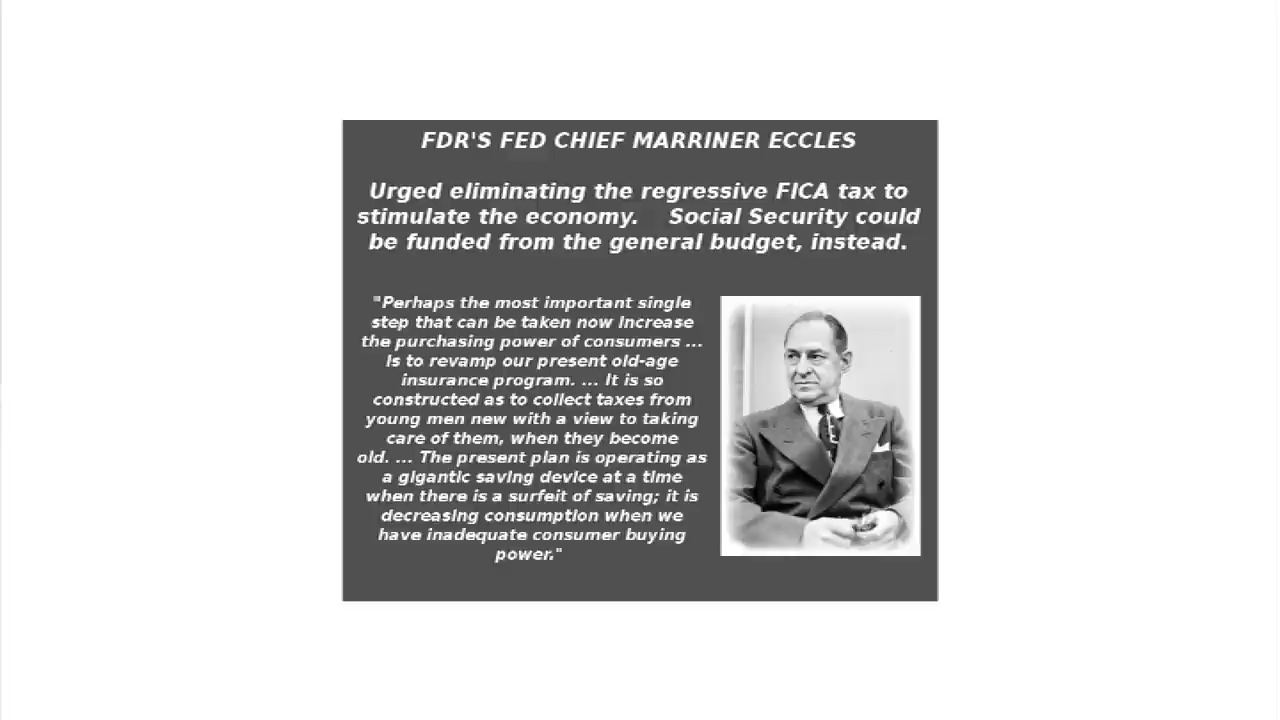 FDR'S FED CHIEF MARRINER ECCLES
Urged eliminating the regressive FICA tax to
stimulate the economy. Social Security could
be funded from the general budget, instead.
"Perhaps the most important single
step that can be taken now increase
the purchasing power of consumers ...
is to revamp our present old-age
insurance program. ... It is so
constructed as to collect taxes from
young men new with a view to taking
care of them, when they become
old. ... The present plan is operating as
a gigantic saving device at a time
when there is a surfeit of saving; it is
decreasing consumption when we
have inadequate consumer buying
power."